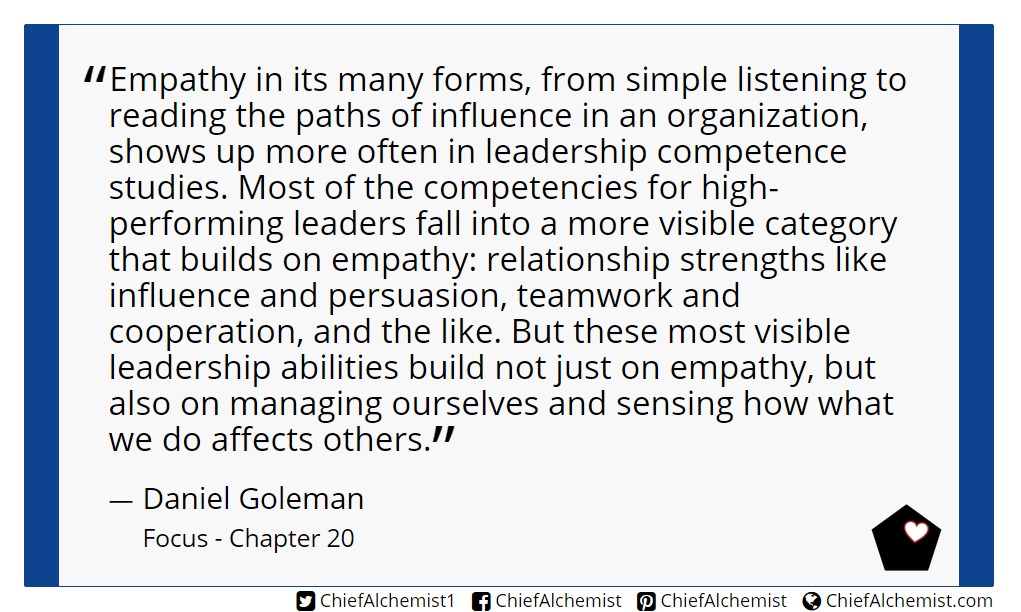 “Empathy in its many forms, from simple listening to
reading the paths of influence in an organization,
shows up more often in leadership competence
studies. Most of the competencies for high-
performing leaders fall into a more visible category
that builds on empathy: relationship strengths like
influence and persuasion, teamwork and
cooperation, and the like. But these most visible
leadership abilities build not just on empathy, but
also on managing ourselves and sensing how what
we do affects others.”
— Daniel Goleman
Focus - Chapter 20
ChiefAlchemist1 ChiefAlchemist ChiefAlchemist ChiefAlchemist.com